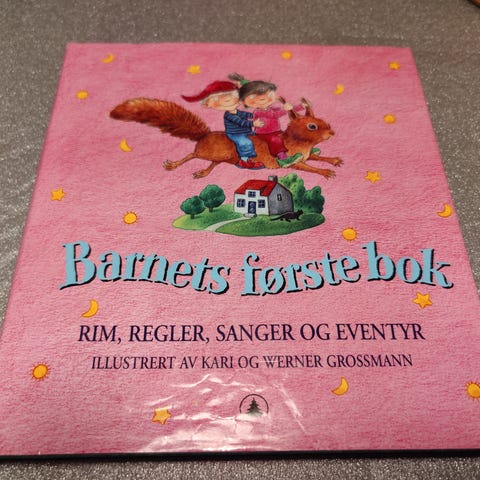 Barnets første bok
RIM, REGLER, SANGER OG EVENTYR
ILLUSTRERT AV KARI OG WERNER GROSSMANN